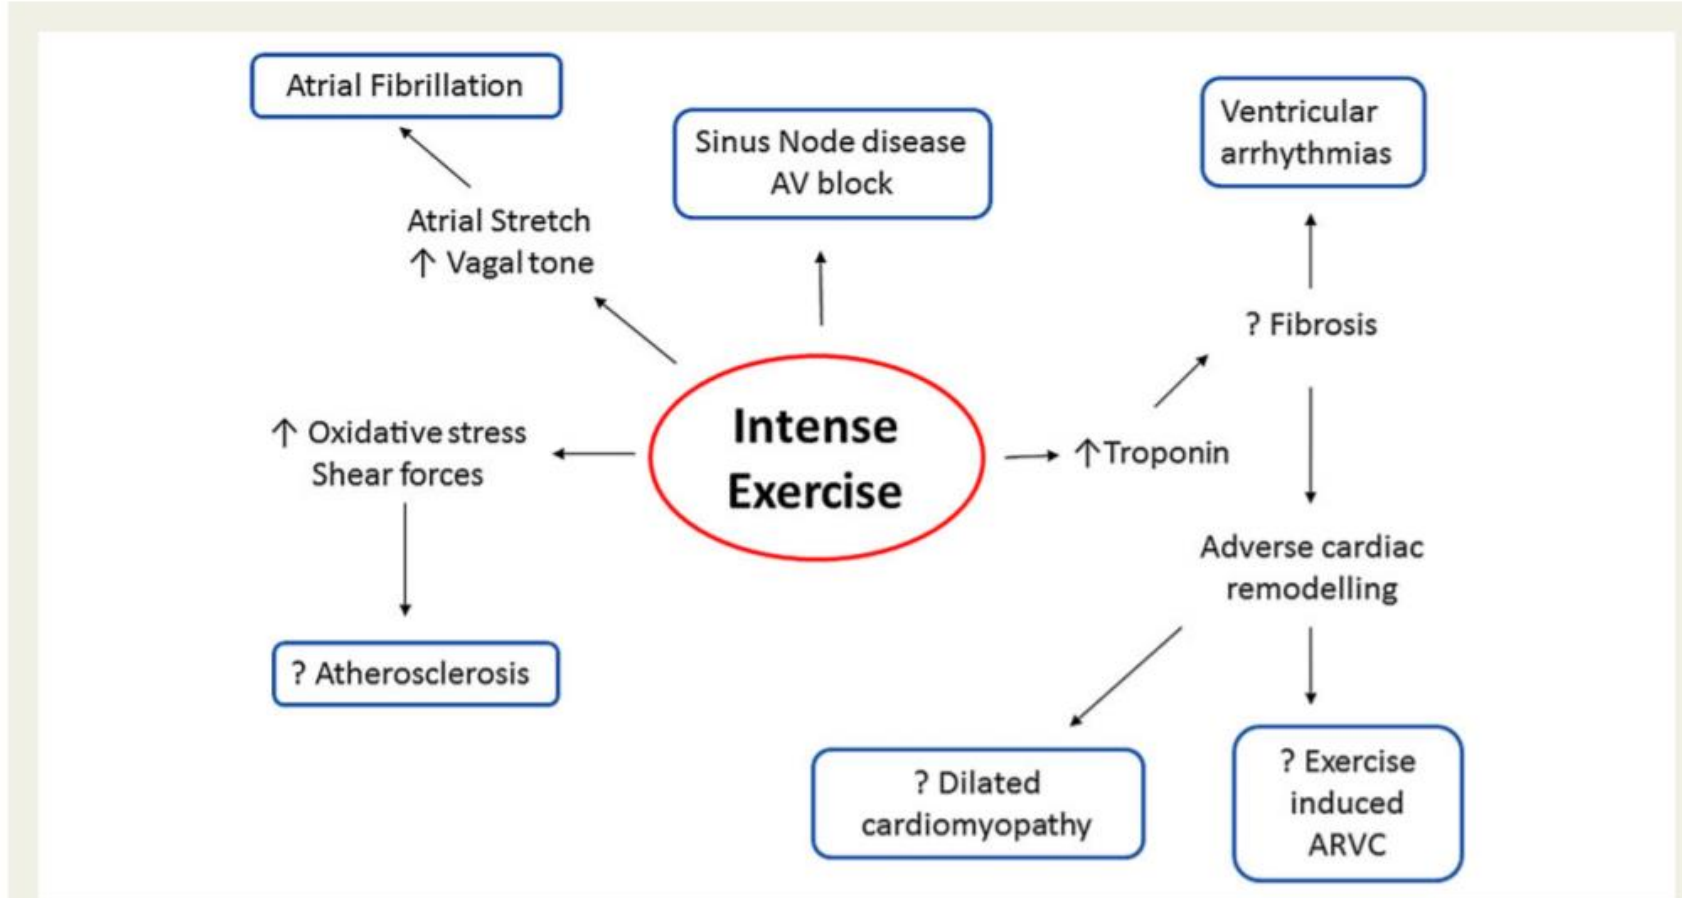 Atrial Fibrillation
Sinus Node disease
AV block
Ventricular
arrhythmias
Atrial Stretch
↑ Vagal tone
? Fibrosis
Intense
Exercise
↑ Oxidative stress
Shear forces
↑Troponin
Adverse cardiac
remodelling
? Atherosclerosis
? Dilated
cardiomyopathy
? Exercise
induced
ARVC